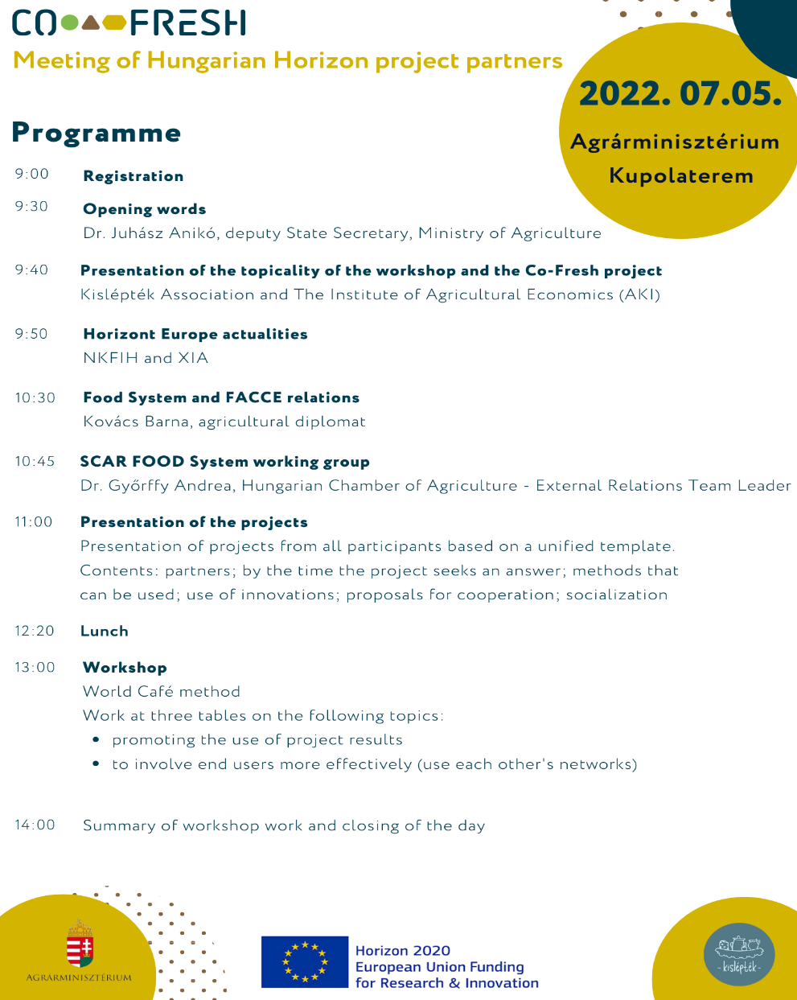 CO FRESH
Meeting of Hungarian Horizon project partners
2022. 07.05.
Agrárminisztérium
Kupolaterem
Programme
9:00 Registration
9:30 Opening words
Dr. Juhász Anikó, deputy State Secretary, Ministry of Agriculture
9:40 Presentation of the topicality of the workshop and the Co-Fresh project
Kislépték Association and The Institute of Agricultural Economics (AKI)
9:50 Horizont Europe actualities
NKFIH and XIA
10:30 Food System and FACCE relations
Kovács Barna, agricultural diplomat
10:45 SCAR FOOD System working group
Dr. Győrffy Andrea, Hungarian Chamber of Agriculture - External Relations Team Leader
11:00 Presentation of the projects
Presentation of projects from all participants based on a unified template.
Contents: partners; by the time the project seeks an answer; methods that
can be used; use of innovations; proposals for cooperation; socialization
12:20 Lunch
13:00 Workshop
World Café method
Work at three tables on the following topics:
• promoting the use of project results
• to involve end users more effectively (use each other's networks)
14:00 Summary of workshop work and closing of the day
AGRÁRMINISZTÉRIUM
Horizon 2020
European Union Funding
for Research & Innovation
- kislépték -